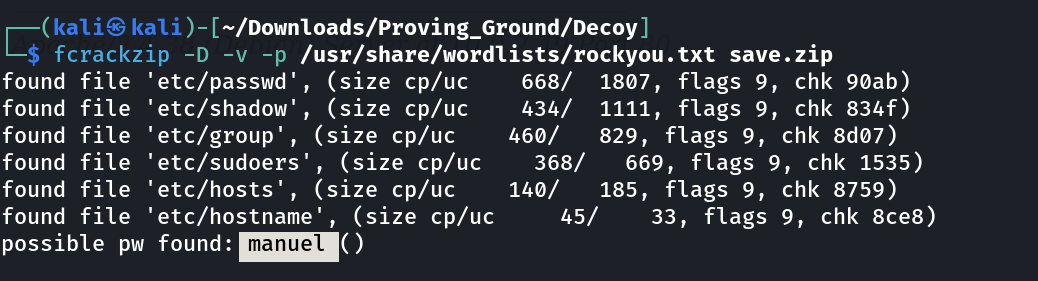 ┌──(kali㉿kali)-[~/Downloads/Proving_Ground/Decoy]
└─$ fcrackzip -D -v -p /usr/share/wordlists/rockyou.txt save.zip
found file 'etc/passwd', (size cp/uc    668/  1807, flags 9, chk 90ab)
found file 'etc/shadow', (size cp/uc    434/  1111, flags 9, chk 834f)
found file 'etc/group', (size cp/uc    460/   829, flags 9, chk 8d07)
found file 'etc/sudoers', (size cp/uc    368/   669, flags 9, chk 1535)
found file 'etc/hosts', (size cp/uc    140/   185, flags 9, chk 8759)
found file 'etc/hostname', (size cp/uc     45/    33, flags 9, chk 8ce8)
possible pw found: manuel ()